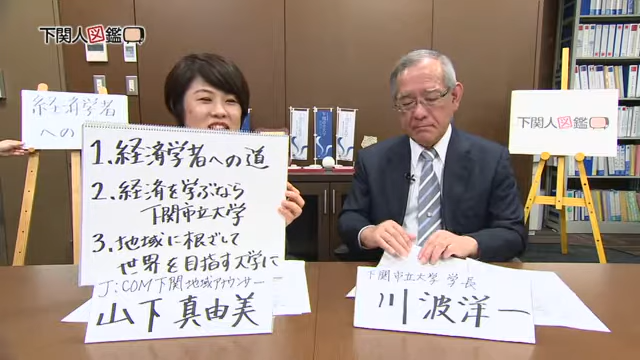 下関人図鑑
経済学者
への
1.経済学者への道
2.経済を学ぶなら
下関市立大学
3.地域に根ざして
世界を目指す大学に
J:COM下関 地域アナウンサー
山下 真由美
下関市立大学 学長
川波洋一
下関人図鑑